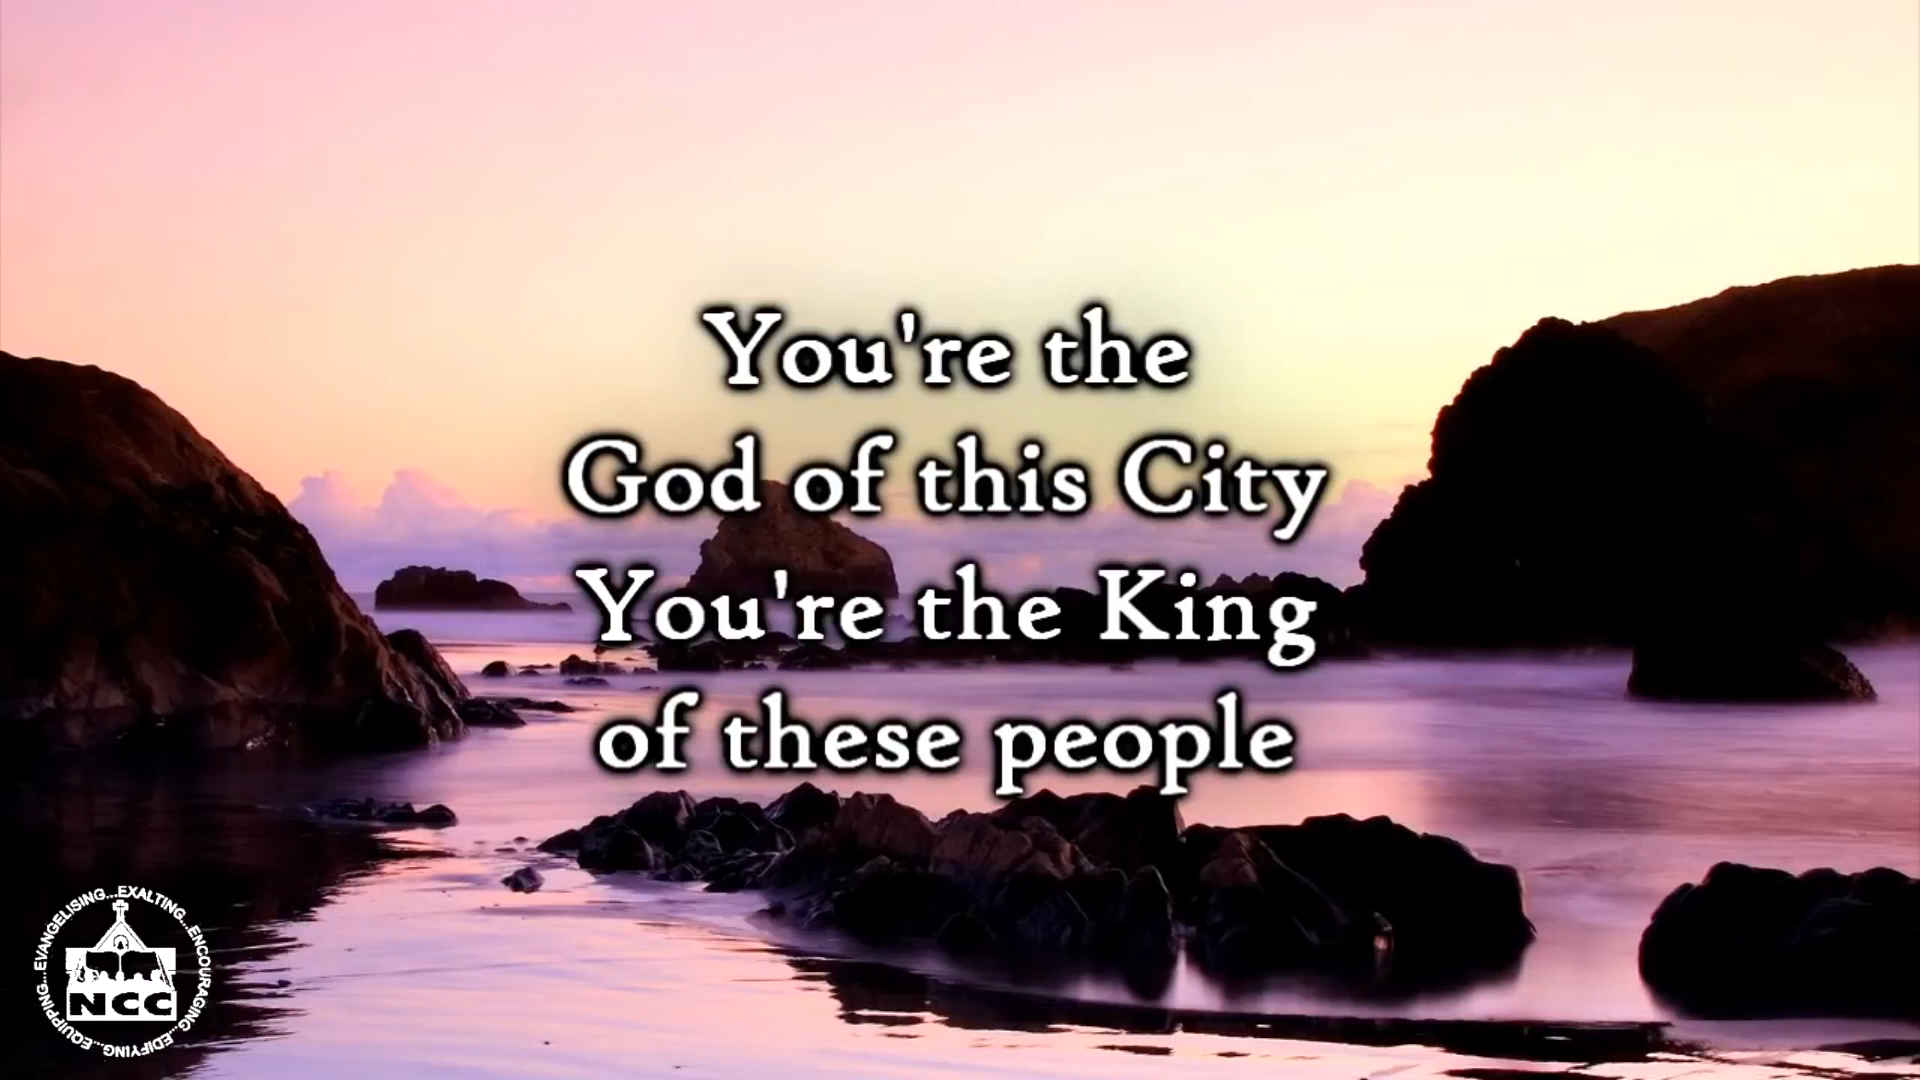 You're the
God of this City
You're the King
of these people
EVANGELISING...EXALTING...ENCOURAGING...EDIFYING...EQUIPPING...
NCC